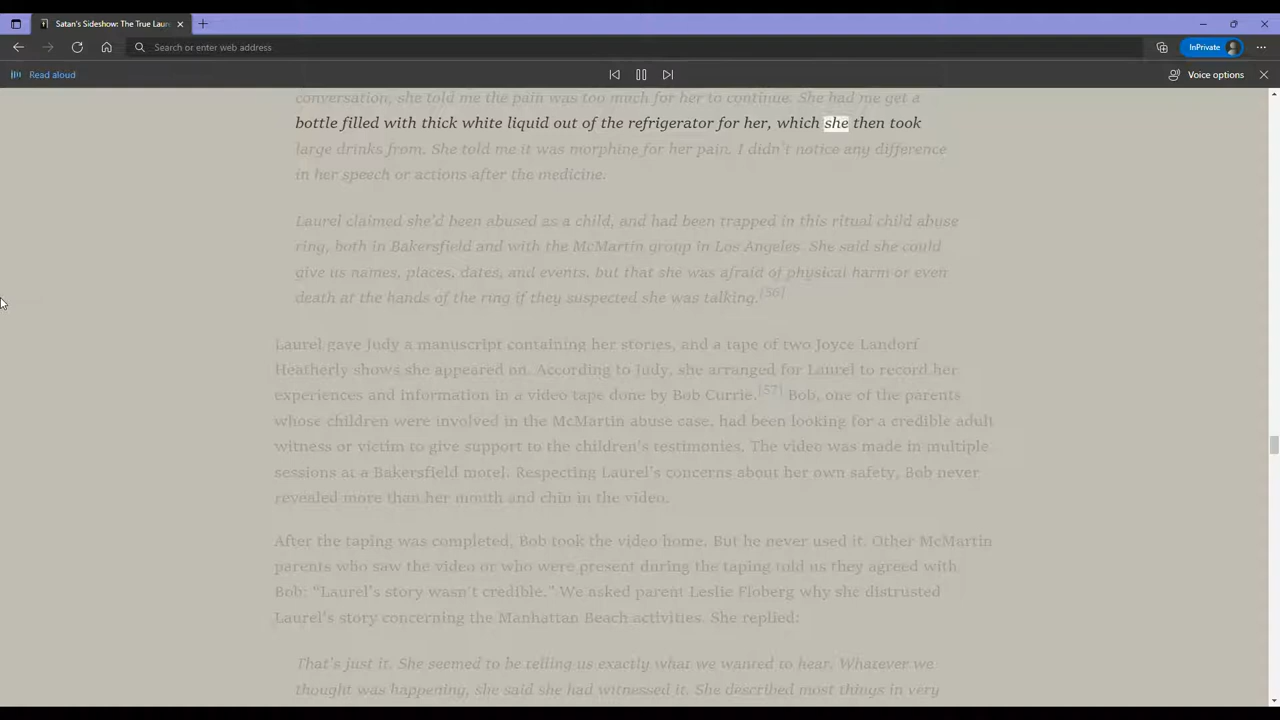 Satan's Sideshow: The True Laur
Search or enter web address
InPrivate
Read aloud
Voice options
conversation, she told me the pain was too much for her to continue. She had me get a
bottle filled with thick white liquid out of the refrigerator for her, which she then took
large drinks from. She told me it was morphine for her pain. I didn't notice any difference
in her speech or actions after the medicine.
Laurel claimed she'd been abused as a child, and had been trapped in this ritual child abuse
ring, both in Bakersfield and with the McMartin group in Los Angeles. She said she could
give us names, places, dates, and events, but that she was afraid of physical harm or even
death at the hands of the ring if they suspected she was talking.[56]
Laurel gave Judy a manuscript containing her stories, and a tape of two Joyce Landorf
Heatherly shows she appeared on. According to Judy, she arranged for Laurel to record her
experiences and information in a video tape done by Bob Currie.[57] Bob, one of the parents
whose children were involved in the McMartin abuse case, had been looking for a credible adult
witness or victim to give support to the children's testimonies. The video was made in multiple
sessions at a Bakersfield motel. Respecting Laurel's concerns about her own safety, Bob never
revealed more than her mouth and chin in the video.
After the taping was completed, Bob took the video home. But he never used it. Other McMartin
parents who saw the video or who were present during the taping told us they agreed with
Bob: "Laurel's story wasn't credible." We asked parent Leslie Floberg why she distrusted
Laurel's story concerning the Manhattan Beach activities. She replied:
That's just it. She seemed to be telling us exactly what we wanted to hear. Whatever we
thought was happening, she said she had witnessed it. She described most things in very